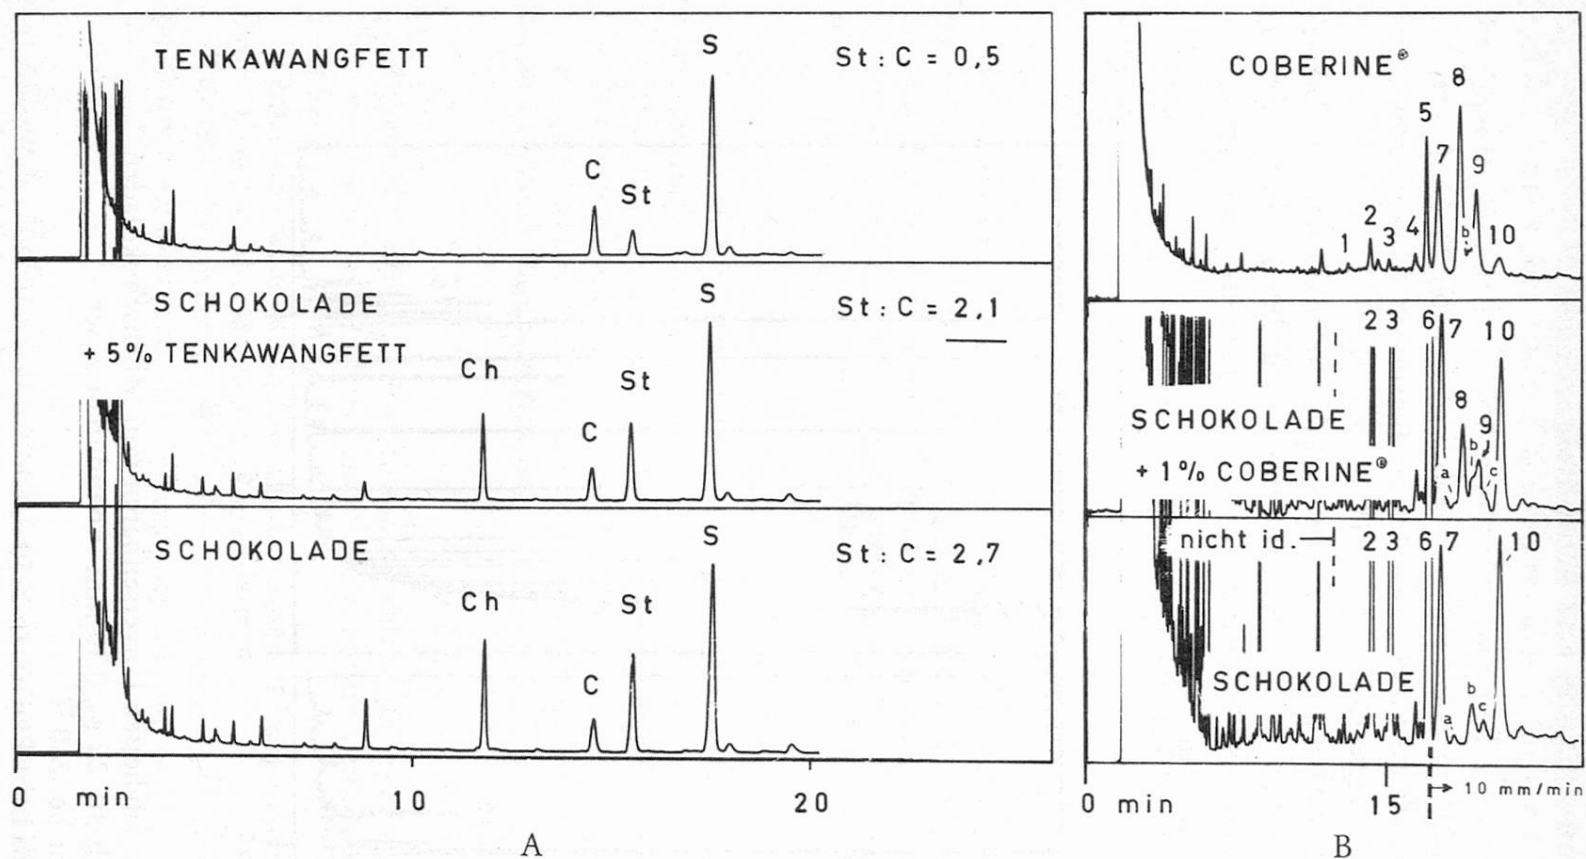 TENKAWANGFETT
St : C = 0,5
S
C
St
SCHOKOLADE
+ 5% TENKAWANGFETT
St : C = 2,1
S
Ch
St
C
SCHOKOLADE
St : C = 2,7
S
Ch
St
C
0 min 10 20
A
COBERINE®
8
5
7
9
2
1
3
4
b
10
2 3 6 7 10
8
9
b
a
c
SCHOKOLADE
+ 1% COBERINE®
nicht id.
2 3 6 7 10
SCHOKOLADE
b
a
c
0 min 15
10 mm/min
B